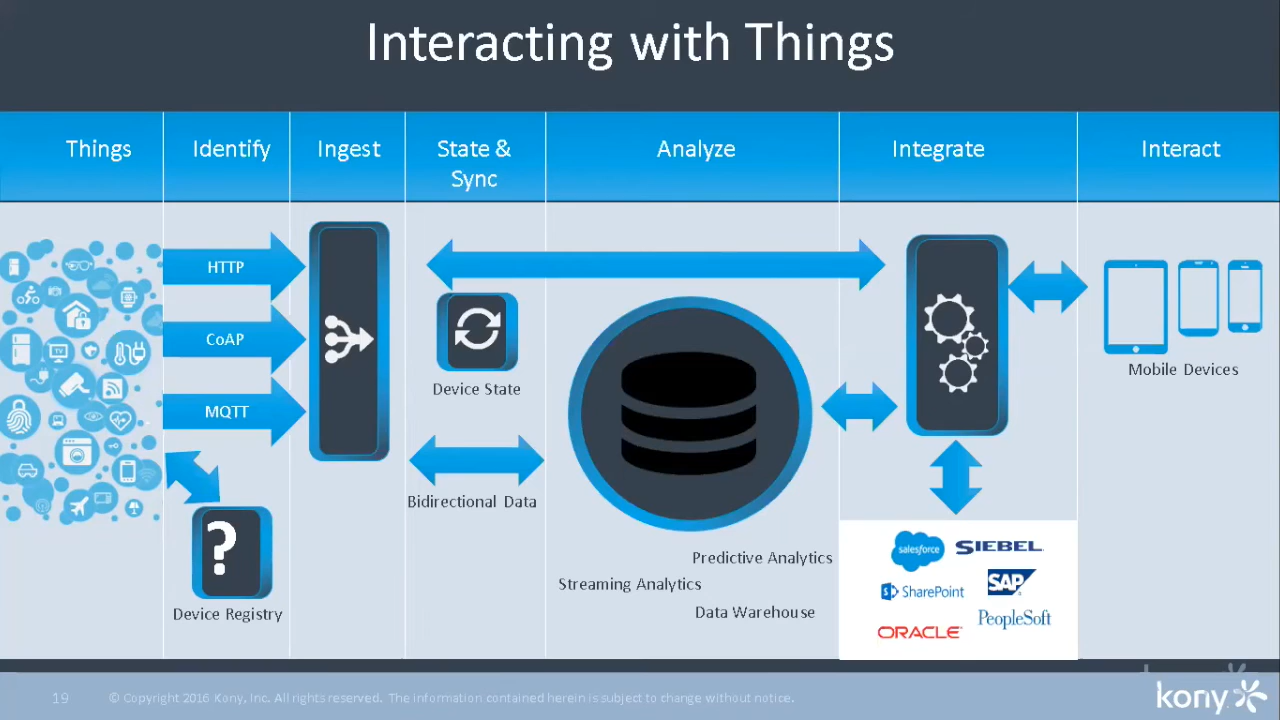 Interacting with Things
Things
Identify
Ingest
State &
Sync
Analyze
Integrate
Interact
HTTP
CoAP
MQTT
TV
?
Device Registry
Device State
Bidirectional Data
Predictive Analytics
Streaming Analytics
Data Warehouse
salesforce
SIEBEL
SharePoint
SAP
ORACLE
PeopleSoft
Mobile Devices
19
© Copyright 2016 Kony, Inc. All rights reserved. The information contained herein is subject to change without notice.
kony